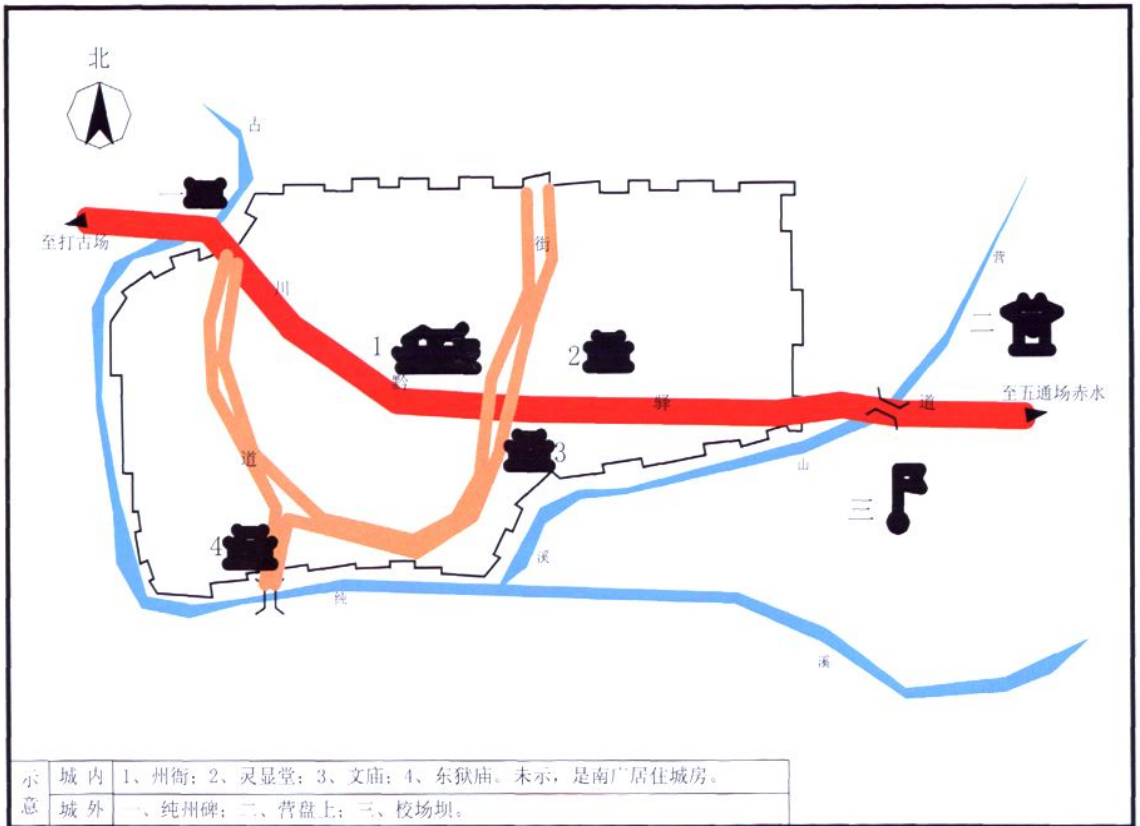 北
古
一
至打古场
街
川
营
二
1
2
黔
驿
道
至五通场赤水
3
道
山
三
4
溪
纯
溪
示意
城内
1、州衙；2、灵显堂；3、文庙；4、东狱庙。未示，是南广居住城房。
城外
一、纯州碑；二、营盘上；三、校场坝。